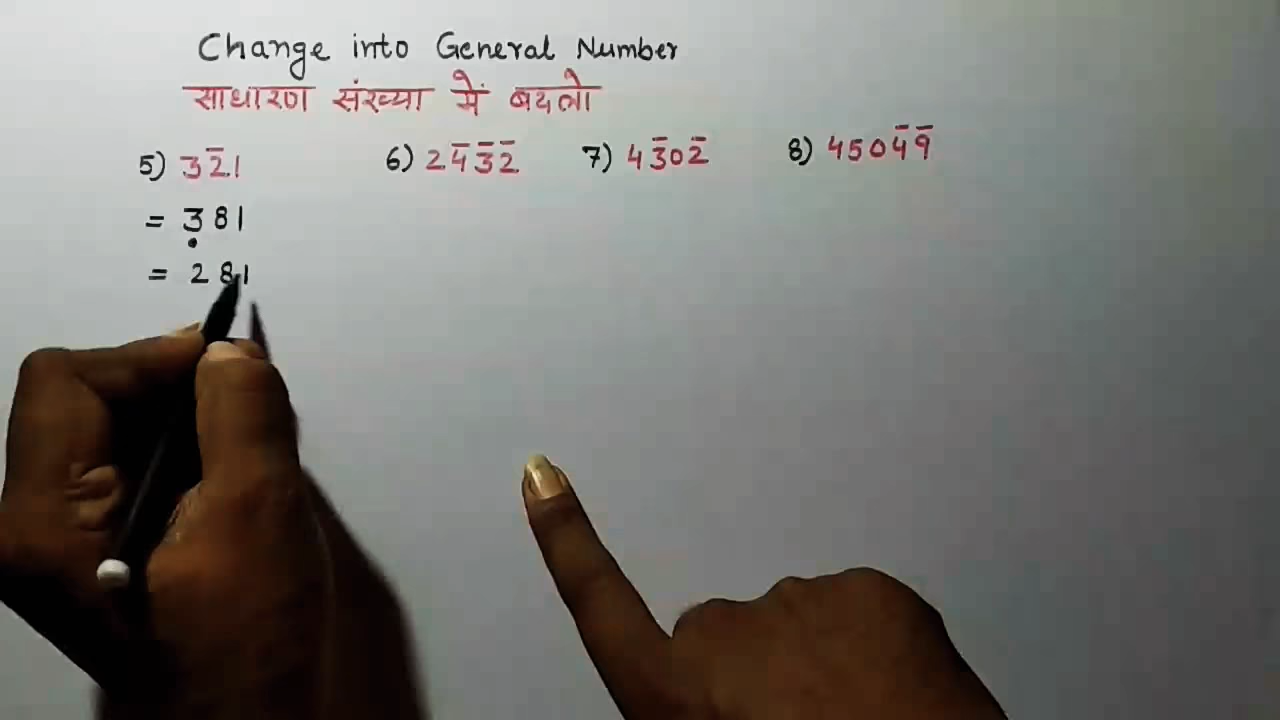 Change into General Number
साधारण संख्या में बदलो
5) 32̅1 6) 24̅3̅2̅ 7) 43̅02̅ 8) 4504̅9̅
= 381
= 281